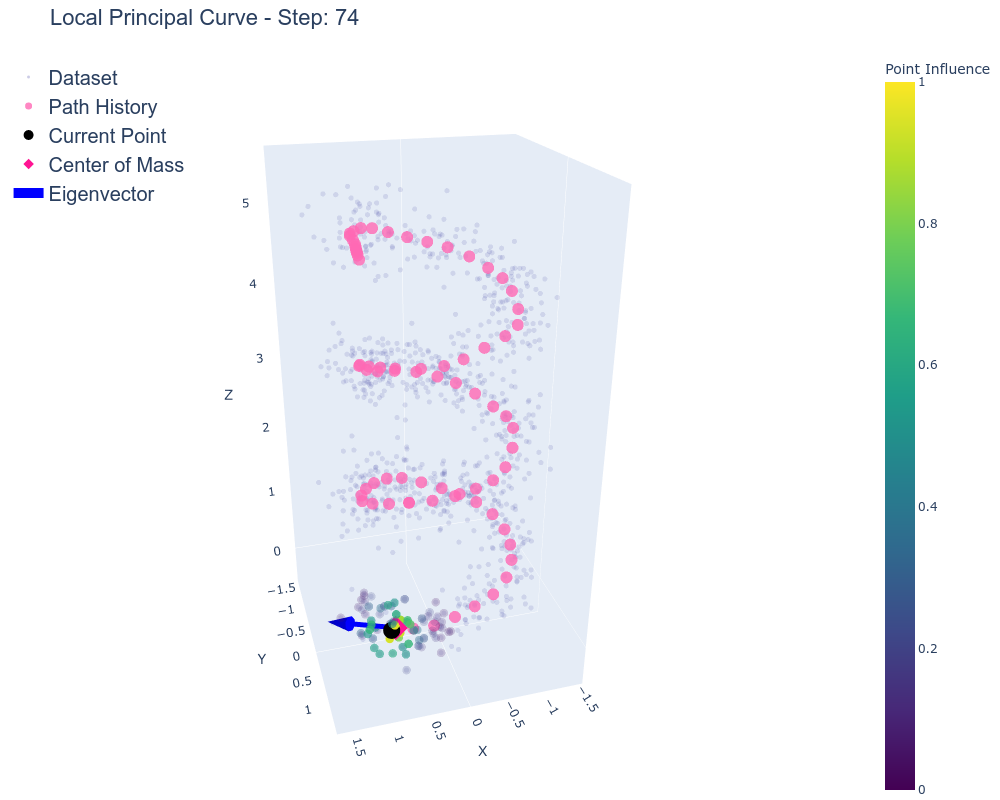 Local Principal Curve - Step: 74
Dataset
Path History
Current Point
Center of Mass
Eigenvector
Point Influence
1
0.8
0.6
0.4
0.2
0
5
4
3
2
1
0
Z
−1.5
−1
−0.5
0
0.5
1
Y
1.5
1
0.5
0
−0.5
−1
−1.5
X